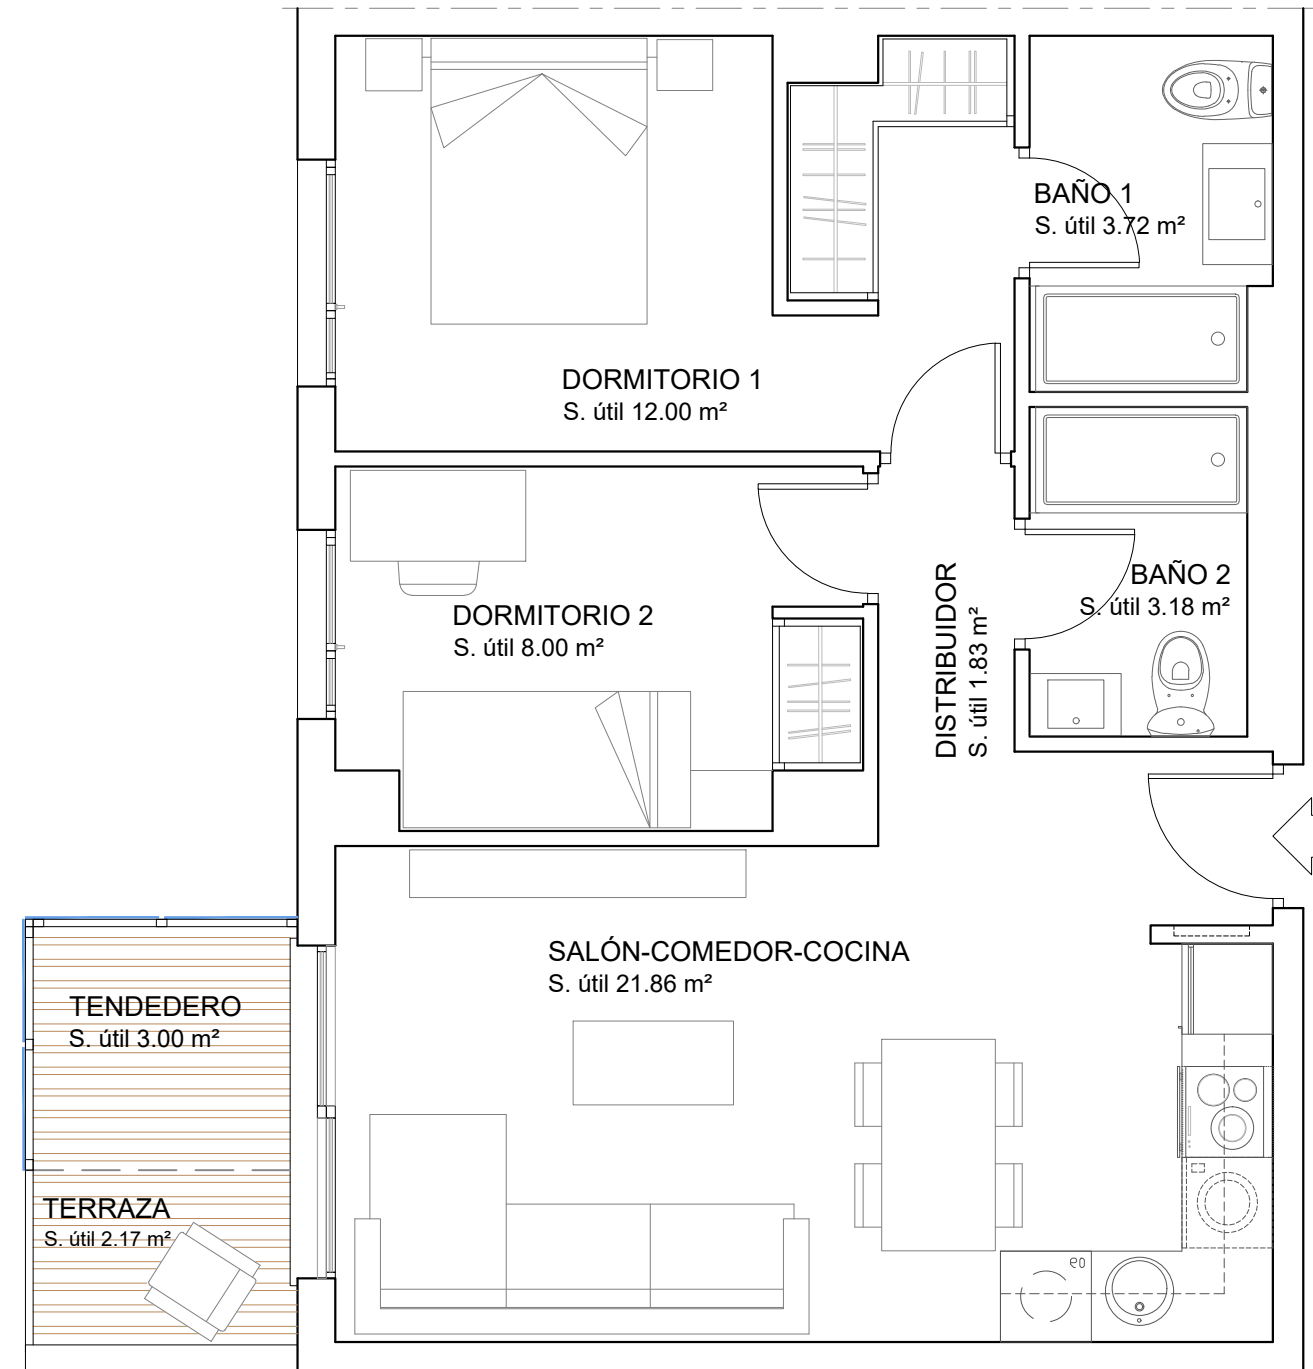 BAÑO 1
S. útil 3.72 m²
DORMITORIO 1
S. útil 12.00 m²
BAÑO 2
S. útil 3.18 m²
DORMITORIO 2
S. útil 8.00 m²
DISTRIBUIDOR
S. útil 1.83 m²
SALÓN-COMEDOR-COCINA
S. útil 21.86 m²
TENDEDERO
S. útil 3.00 m²
TERRAZA
S. útil 2.17 m²
60